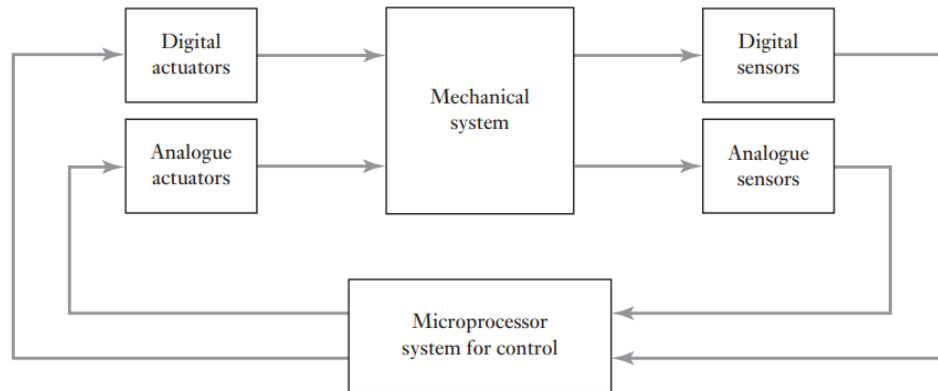 Digital
actuators
Mechanical
system
Digital
sensors
Analogue
actuators
Analogue
sensors
Microprocessor
system for control